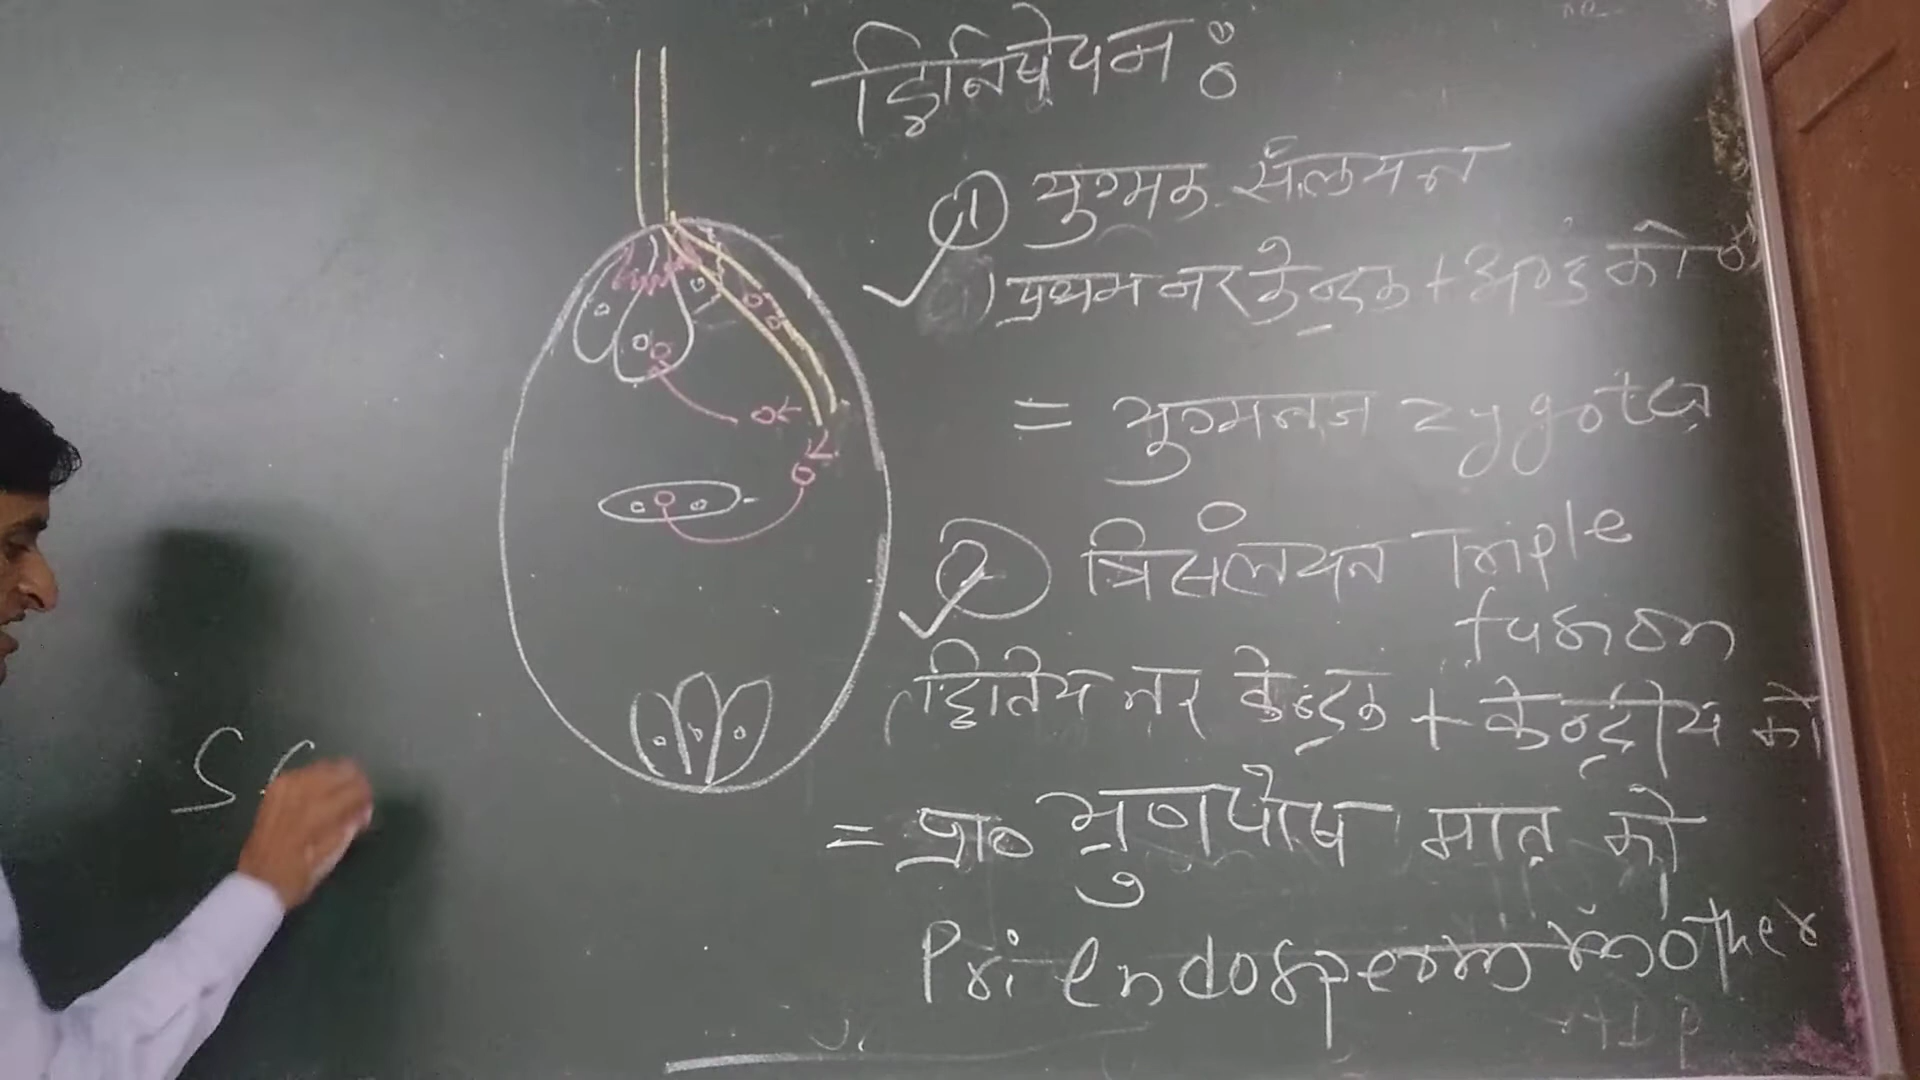 द्विनिषेचन :
(1) युग्मक संलयन
प्रथम नर केन्द्रक + अण्ड को
= युग्मनज zygote
2 त्रिसंलयन Triple
fusion
द्वितिय नर केन्द्रक + केन्द्रीय को
= प्रा० भ्रुणपोष मातृ को
Pri endosperm mother